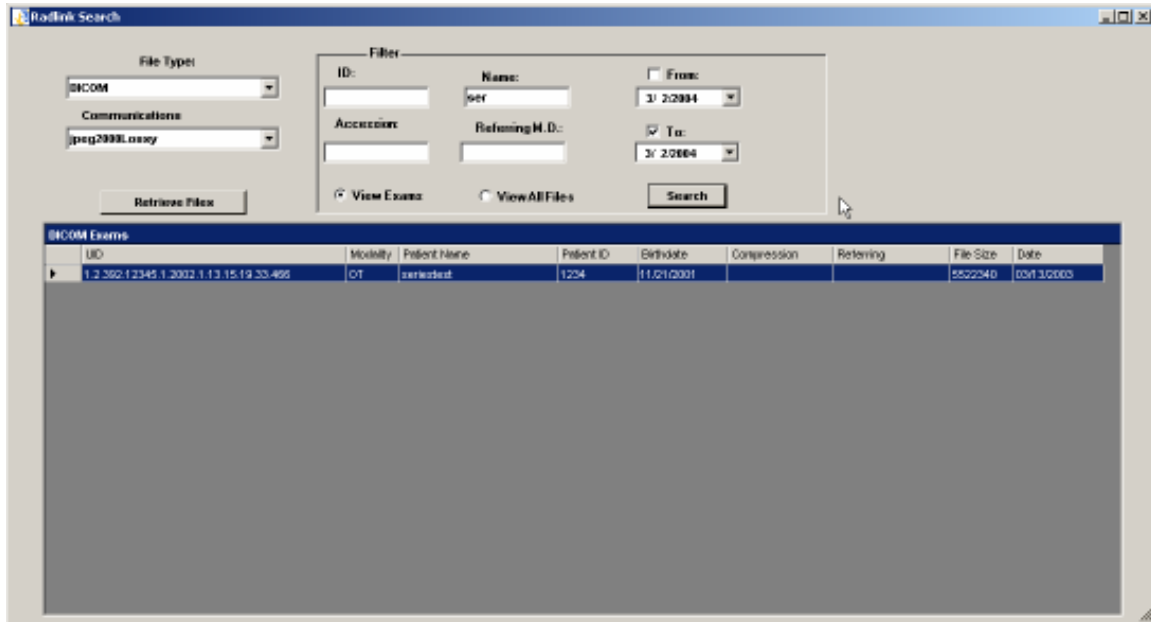 Radlink Search
File Type:
DICOM
Communications
jpeg2000Lossy
Retrieve Files
Filter
ID:
Name:
ser
From:
3/ 2/2004
Accession:
Referring M.D.:
To:
3/ 2/2004
View Exams
View All Files
Search
DICOM Exams
UID Modality Patient Name Patient ID Birthdate Compression Referring File Size Date
1.2.392.12345.1.2002.1.13.15.19.33.466 OT seriestest 1234 11/21/2001 5522340 03/13/2003